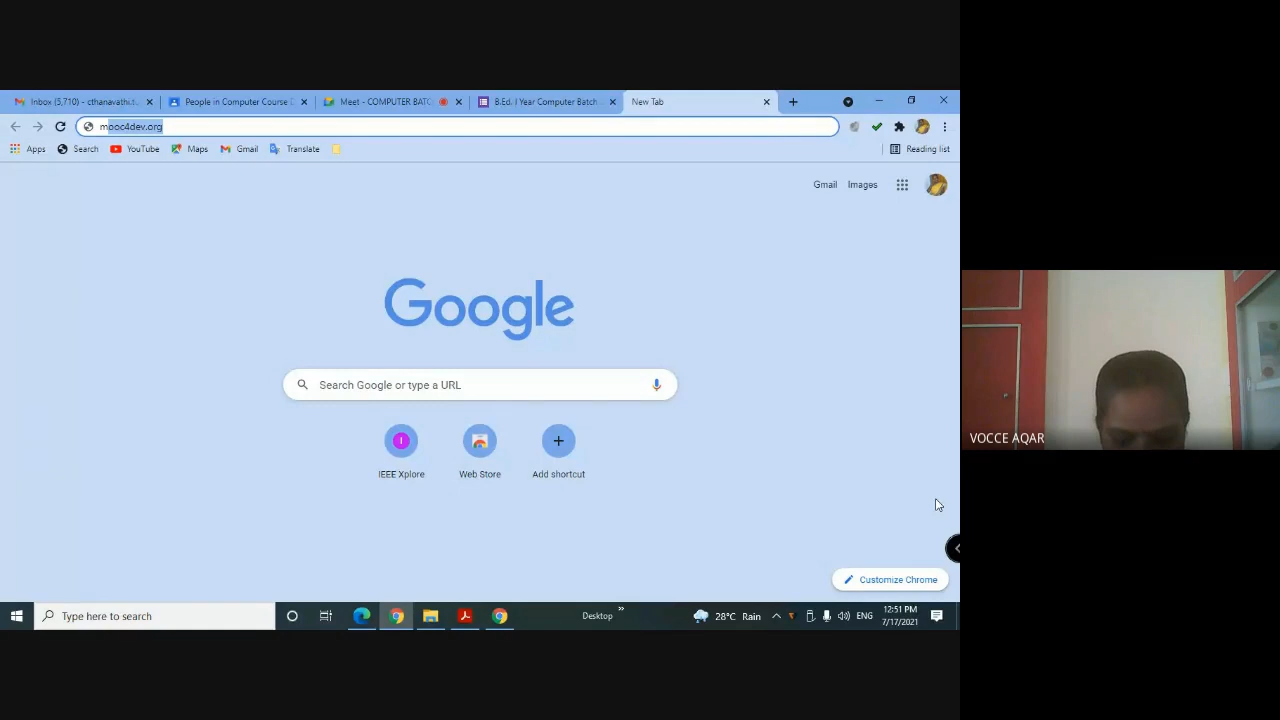 Inbox (5,710) - cthanavathi.t
People in Computer Course D
Meet - COMPUTER BATC
B.Ed. I Year Computer Batch
New Tab
mooc4dev.org
Apps
Search
YouTube
Maps
Gmail
Translate
Reading list
Gmail
Images
Google
Search Google or type a URL
I
IEEE Xplore
Web Store
Add shortcut
VOCCE AQAR
Customize Chrome
Type here to search
Desktop
28°C Rain
ENG
12:51 PM
7/17/2021